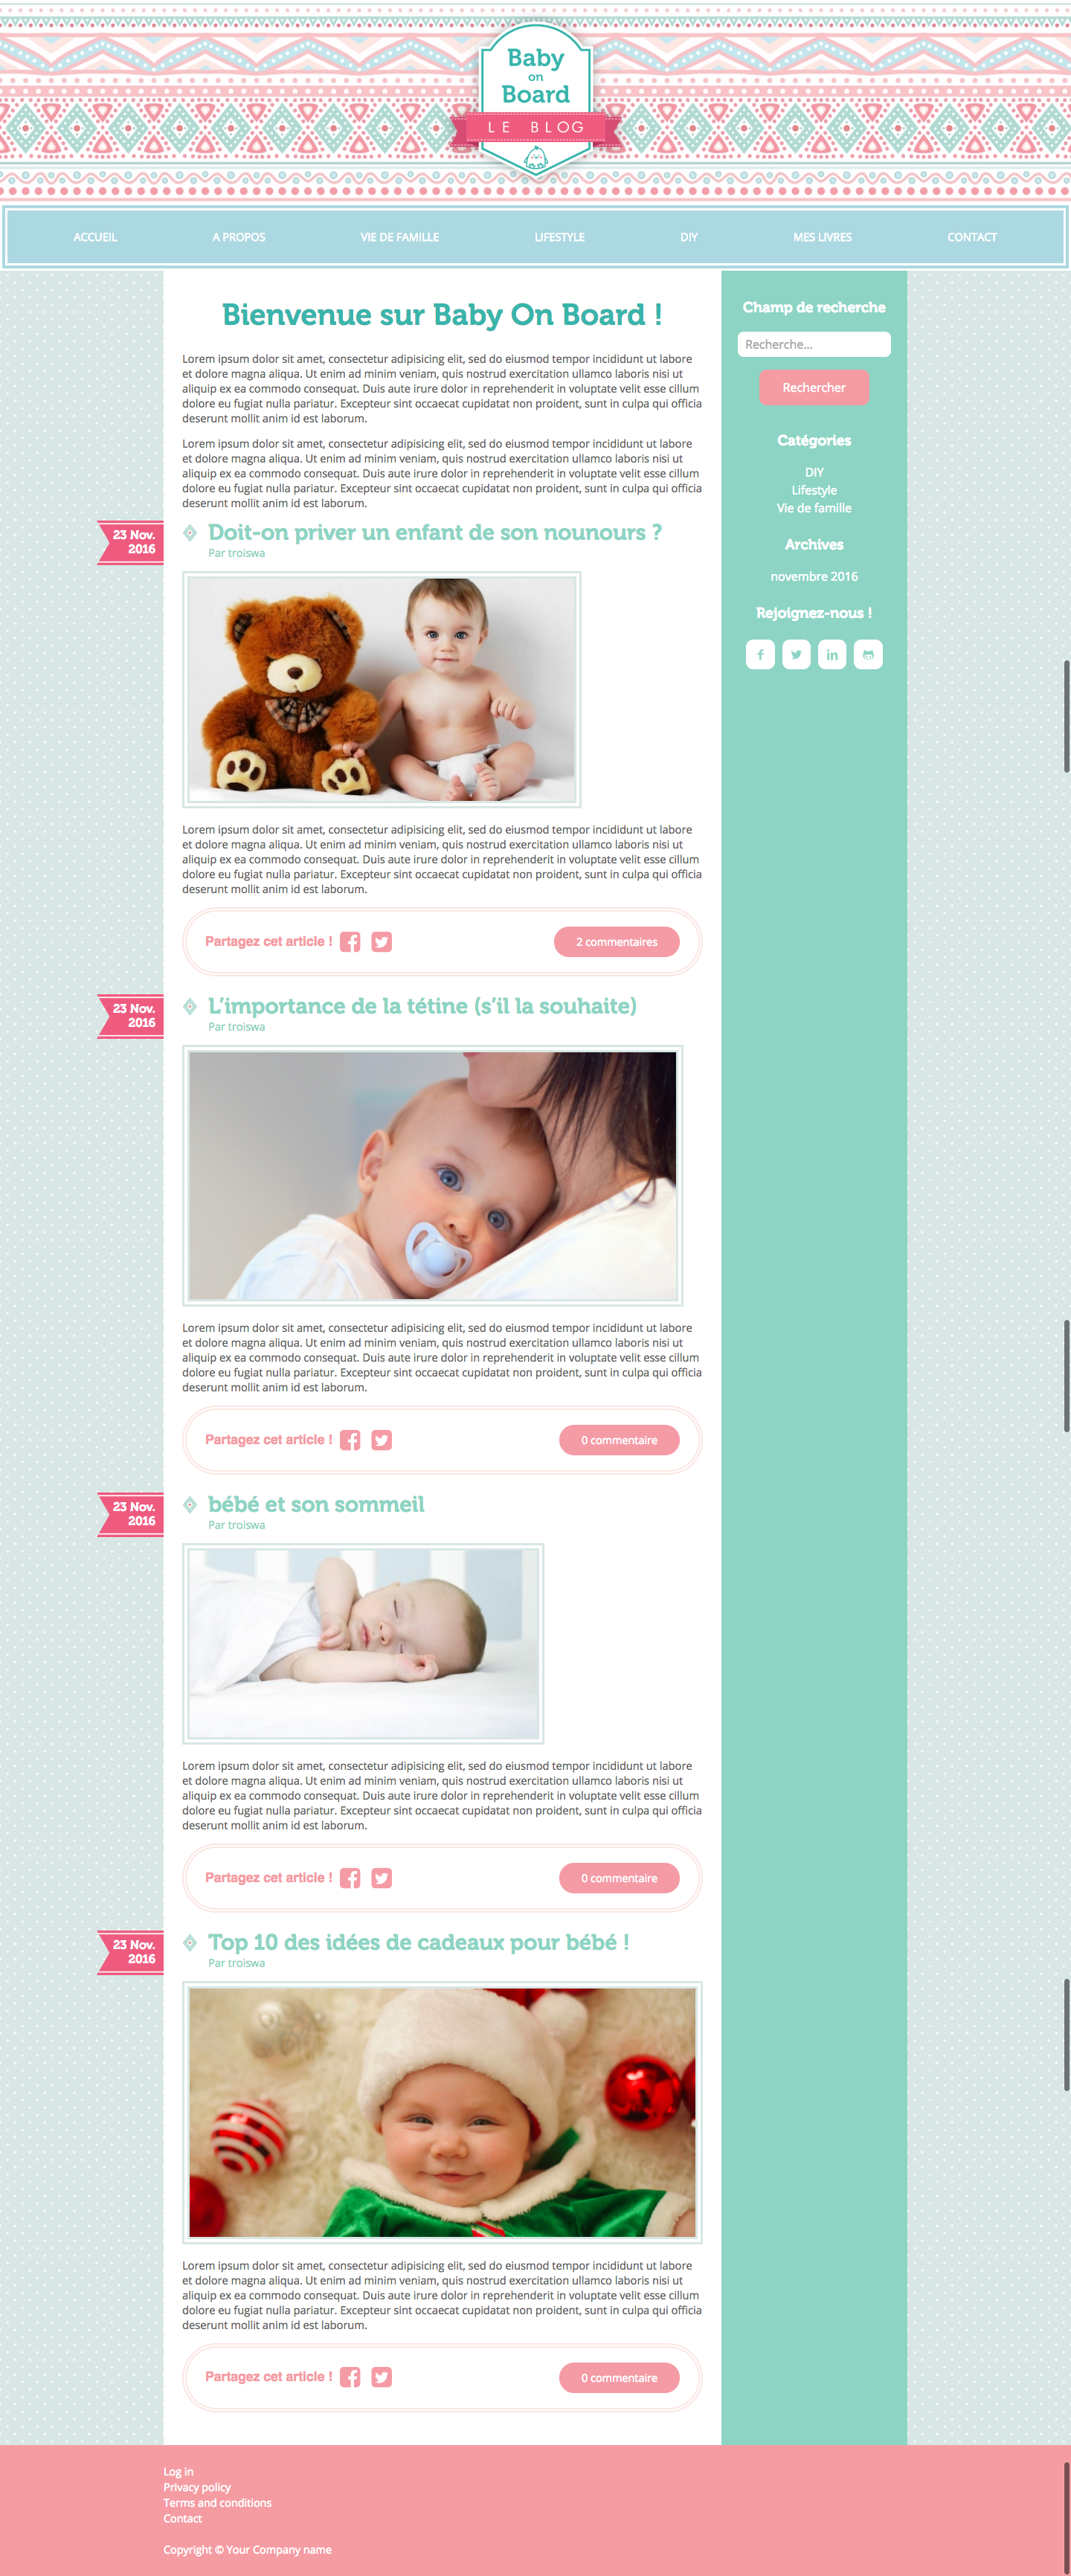 Baby
on
Board
LE BLOG
ACCUEIL A PROPOS VIE DE FAMILLE LIFESTYLE DIY MES LIVRES CONTACT
Bienvenue sur Baby On Board !
Lorem ipsum dolor sit amet, consectetur adipisicing elit, sed do eiusmod tempor incididunt ut labore
et dolore magna aliqua. Ut enim ad minim veniam, quis nostrud exercitation ullamco laboris nisi ut
aliquip ex ea commodo consequat. Duis aute irure dolor in reprehenderit in voluptate velit esse cillum
dolore eu fugiat nulla pariatur. Excepteur sint occaecat cupidatat non proident, sunt in culpa qui officia
deserunt mollit anim id est laborum.
Lorem ipsum dolor sit amet, consectetur adipisicing elit, sed do eiusmod tempor incididunt ut labore
et dolore magna aliqua. Ut enim ad minim veniam, quis nostrud exercitation ullamco laboris nisi ut
aliquip ex ea commodo consequat. Duis aute irure dolor in reprehenderit in voluptate velit esse cillum
dolore eu fugiat nulla pariatur. Excepteur sint occaecat cupidatat non proident, sunt in culpa qui officia
deserunt mollit anim id est laborum.
23 Nov.
2016
Doit-on priver un enfant de son nounours ?
Par troiswa
Lorem ipsum dolor sit amet, consectetur adipisicing elit, sed do eiusmod tempor incididunt ut labore
et dolore magna aliqua. Ut enim ad minim veniam, quis nostrud exercitation ullamco laboris nisi ut
aliquip ex ea commodo consequat. Duis aute irure dolor in reprehenderit in voluptate velit esse cillum
dolore eu fugiat nulla pariatur. Excepteur sint occaecat cupidatat non proident, sunt in culpa qui officia
deserunt mollit anim id est laborum.
Partagez cet article ! 2 commentaires
23 Nov.
2016
L’importance de la tétine (s’il la souhaite)
Par troiswa
Lorem ipsum dolor sit amet, consectetur adipisicing elit, sed do eiusmod tempor incididunt ut labore
et dolore magna aliqua. Ut enim ad minim veniam, quis nostrud exercitation ullamco laboris nisi ut
aliquip ex ea commodo consequat. Duis aute irure dolor in reprehenderit in voluptate velit esse cillum
dolore eu fugiat nulla pariatur. Excepteur sint occaecat cupidatat non proident, sunt in culpa qui officia
deserunt mollit anim id est laborum.
Partagez cet article ! 0 commentaire
23 Nov.
2016
bébé et son sommeil
Par troiswa
Lorem ipsum dolor sit amet, consectetur adipisicing elit, sed do eiusmod tempor incididunt ut labore
et dolore magna aliqua. Ut enim ad minim veniam, quis nostrud exercitation ullamco laboris nisi ut
aliquip ex ea commodo consequat. Duis aute irure dolor in reprehenderit in voluptate velit esse cillum
dolore eu fugiat nulla pariatur. Excepteur sint occaecat cupidatat non proident, sunt in culpa qui officia
deserunt mollit anim id est laborum.
Partagez cet article ! 0 commentaire
23 Nov.
2016
Top 10 des idées de cadeaux pour bébé !
Par troiswa
Lorem ipsum dolor sit amet, consectetur adipisicing elit, sed do eiusmod tempor incididunt ut labore
et dolore magna aliqua. Ut enim ad minim veniam, quis nostrud exercitation ullamco laboris nisi ut
aliquip ex ea commodo consequat. Duis aute irure dolor in reprehenderit in voluptate velit esse cillum
dolore eu fugiat nulla pariatur. Excepteur sint occaecat cupidatat non proident, sunt in culpa qui officia
deserunt mollit anim id est laborum.
Partagez cet article ! 0 commentaire
Champ de recherche
Recherche...
Rechercher
Catégories
DIY
Lifestyle
Vie de famille
Archives
novembre 2016
Rejoignez-nous !
Log in
Privacy policy
Terms and conditions
Contact
Copyright © Your Company name